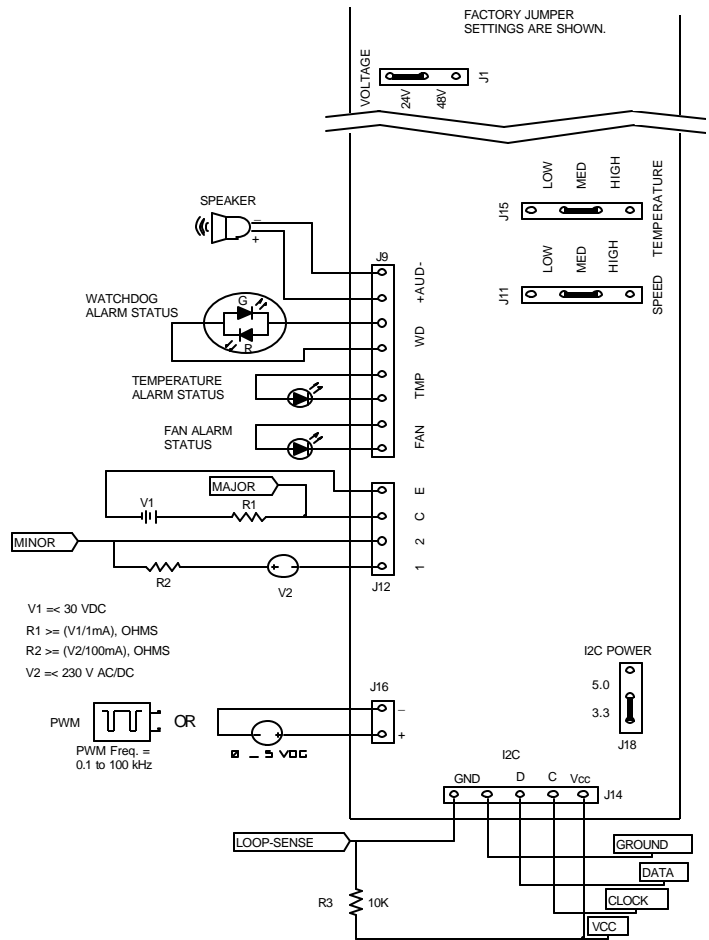 FACTORY JUMPER
SETTINGS ARE SHOWN.
VOLTAGE
24V
48V
J1
LOW
MED
HIGH
J15
TEMPERATURE
LOW
MED
HIGH
J11
SPEED
SPEAKER
−
+
J9
+AUD-
WATCHDOG
ALARM STATUS
G
R
WD
TEMPERATURE
ALARM STATUS
TMP
FAN ALARM
STATUS
FAN
MAJOR
V1
R1
E
C
MINOR
2
R2
V2
1
J12
V1 =< 30 VDC
R1 >= (V1/1mA), OHMS
R2 >= (V2/100mA), OHMS
V2 =< 230 V AC/DC
I2C POWER
5.0
3.3
J18
J16
−
+
PWM
OR
PWM Freq. =
0.1 to 100 kHz
− +
0 - 5 VDC
I2C
GND D C Vcc
J14
LOOP-SENSE
GROUND
DATA
R3 10K
CLOCK
VCC